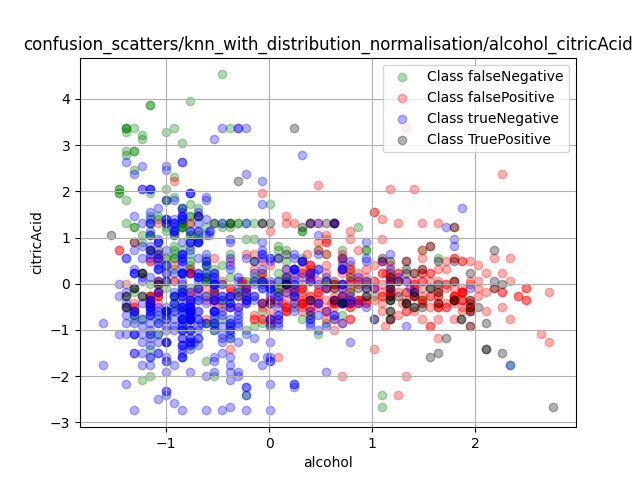 confusion_scatters/knn_with_distribution_normalisation/alcohol_citricAcid
Class falseNegative
Class falsePositive
Class trueNegative
Class TruePositive
4
3
2
1
0
−1
−2
−3
citricAcid
−1 0 1 2
alcohol